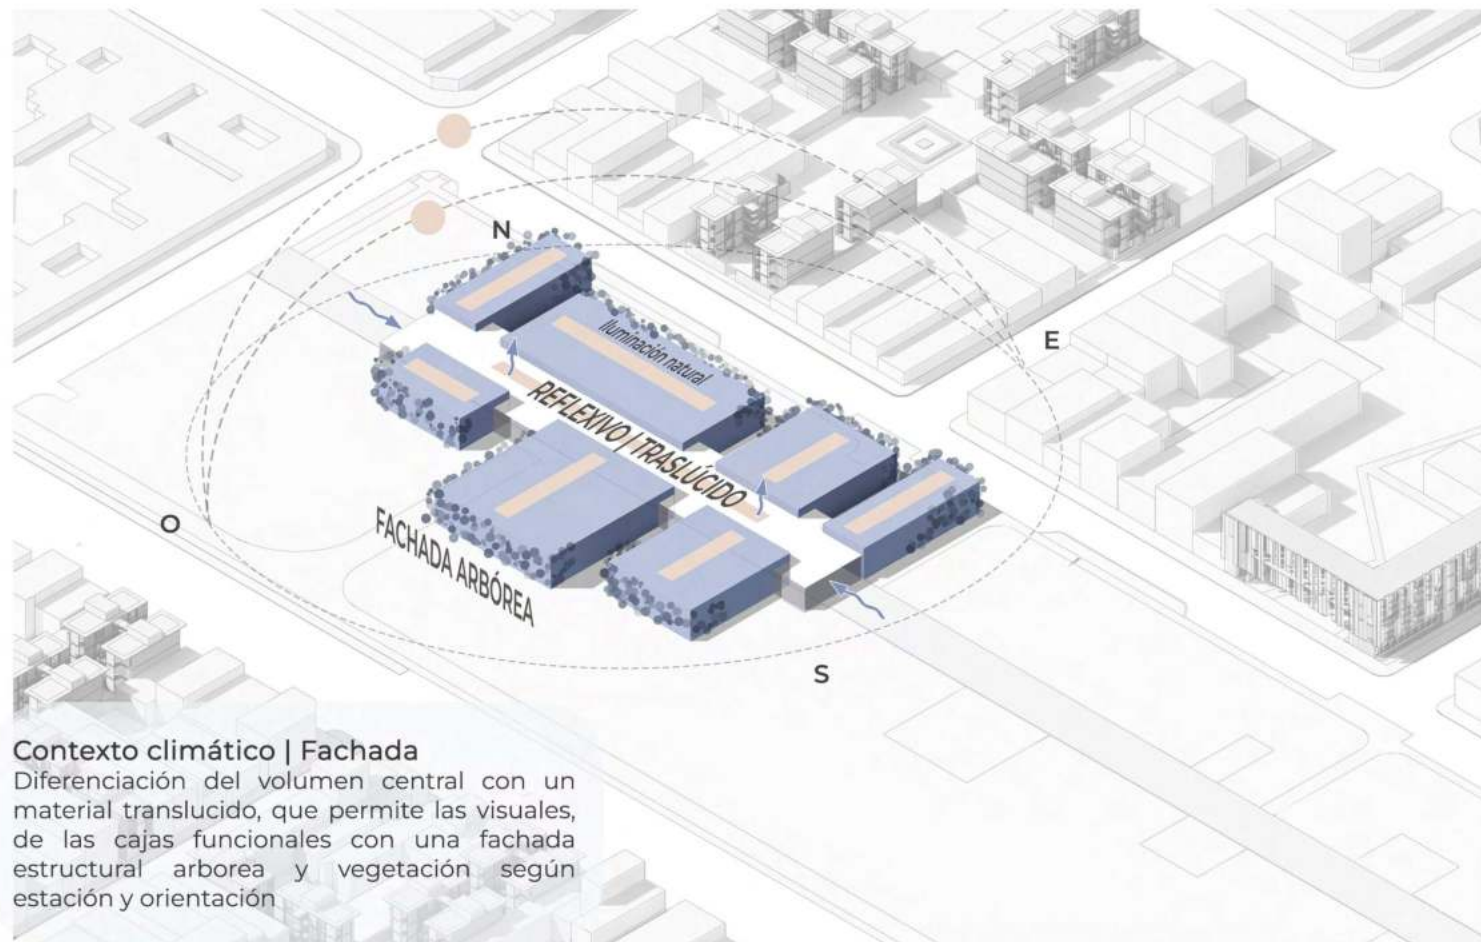 N
Iluminación natural
E
REFLEXIVO | TRASLÚCIDO
O
FACHADA ARBÓREA
S
Contexto climático | Fachada
Diferenciación del volumen central con un
material translucido, que permite las visuales,
de las cajas funcionales con una fachada
estructural arborea y vegetación según
estación y orientación